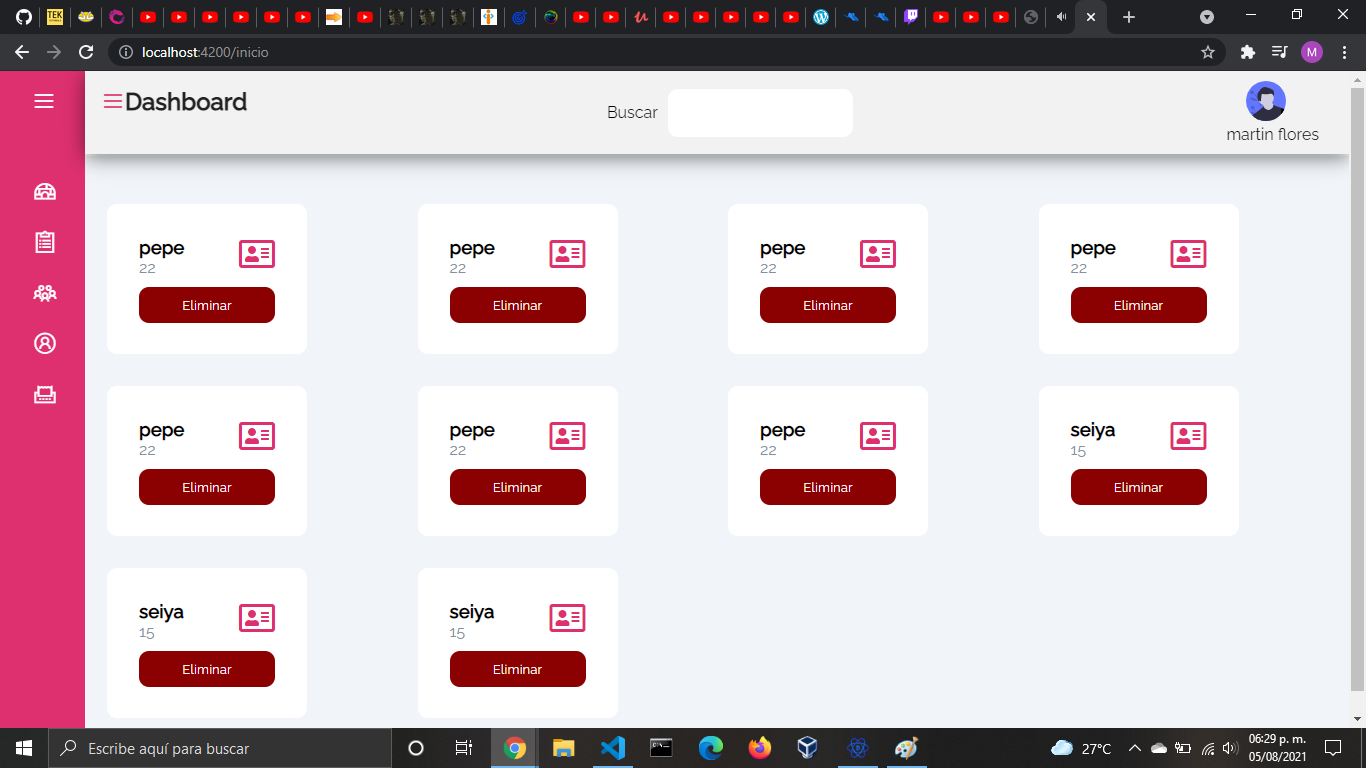 TEK
localhost:4200/inicio
M
Dashboard
Buscar
martin flores
pepe
22
Eliminar
pepe
22
Eliminar
pepe
22
Eliminar
pepe
22
Eliminar
pepe
22
Eliminar
pepe
22
Eliminar
pepe
22
Eliminar
seiya
15
Eliminar
seiya
15
Eliminar
seiya
15
Eliminar
Escribe aquí para buscar
27°C
06:29 p. m.
05/08/2021